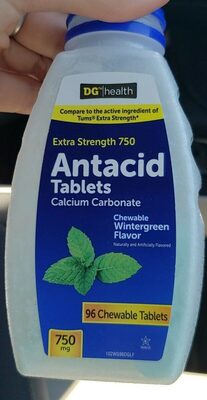 DG™ health
Compare to the active ingredient of
Tums® Extra Strength*
Extra Strength 750
Antacid
Tablets
Calcium Carbonate
Chewable
Wintergreen
Flavor
Naturally and Artificially Flavored
96 Chewable Tablets
750
mg